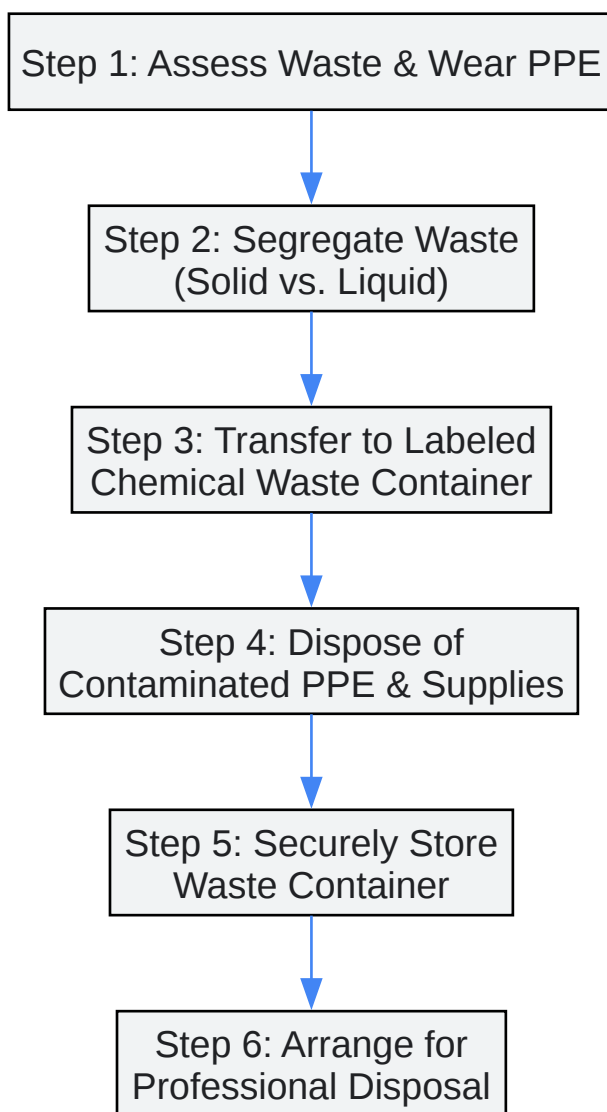 Step 1: Assess Waste & Wear PPE
Step 2: Segregate Waste
(Solid vs. Liquid)
Step 3: Transfer to Labeled
Chemical Waste Container
Step 4: Dispose of
Contaminated PPE & Supplies
Step 5: Securely Store
Waste Container
Step 6: Arrange for
Professional Disposal